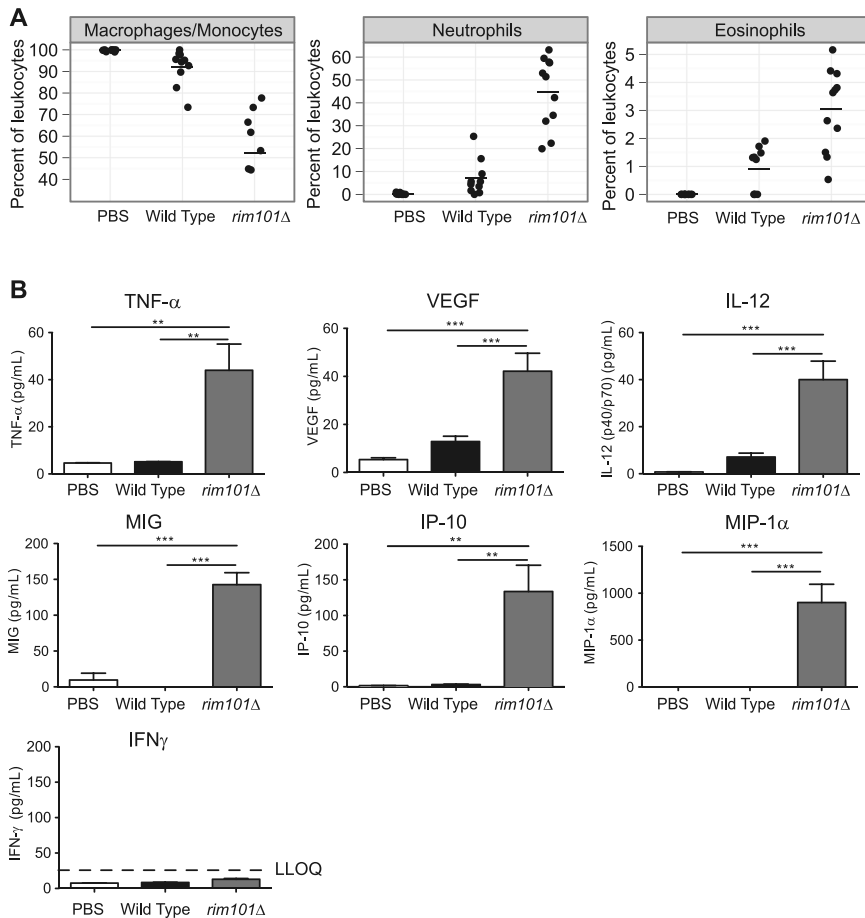 A
Macrophages/Monocytes
Neutrophils
Eosinophils
Percent of leukocytes
100
90
80
70
60
50
40
PBS Wild Type rim101Δ
Percent of leukocytes
60
50
40
30
20
10
0
PBS Wild Type rim101Δ
Percent of leukocytes
5
4
3
2
1
0
PBS Wild Type rim101Δ
B
TNF-α
**
**
TNF-α (pg/mL)
60
40
20
0
PBS Wild Type rim101Δ
VEGF
***
***
VEGF (pg/mL)
60
40
20
0
PBS Wild Type rim101Δ
IL-12
***
***
IL-12 (p40/p70) (pg/mL)
60
40
20
0
PBS Wild Type rim101Δ
MIG
***
***
MIG (pg/mL)
200
150
100
50
0
PBS Wild Type rim101Δ
IP-10
**
**
IP-10 (pg/mL)
200
150
100
50
0
PBS Wild Type rim101Δ
MIP-1α
***
***
MIP-1α (pg/mL)
1500
1000
500
0
PBS Wild Type rim101Δ
IFNγ
IFN-γ (pg/mL)
200
150
100
50
0
LLOQ
PBS Wild Type rim101Δ